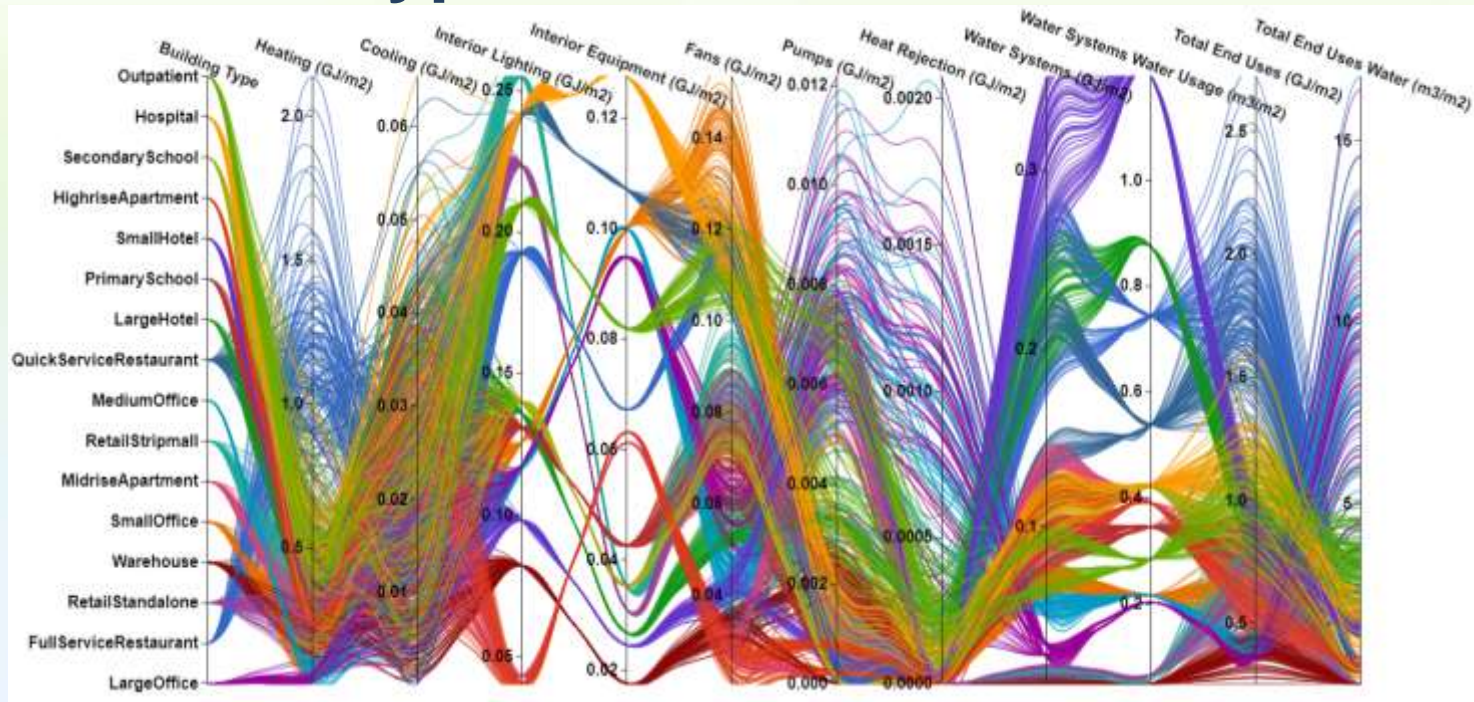 Building Type
Heating (GJ/m2)
Cooling (GJ/m2)
Interior Lighting (GJ/m2)
Interior Equipment (GJ/m2)
Fans (GJ/m2)
Pumps (GJ/m2)
Heat Rejection (GJ/m2)
Water Systems (GJ/m2)
Water Systems Water Usage (m3/m2)
Total End Uses (GJ/m2)
Total End Uses Water (m3/m2)
Outpatient
Hospital
SecondarySchool
HighriseApartment
SmallHotel
PrimarySchool
LargeHotel
QuickServiceRestaurant
MediumOffice
RetailStripmall
MidriseApartment
SmallOffice
Warehouse
RetailStandalone
FullServiceRestaurant
LargeOffice
2.0
1.5
1.0
0.5
0.06
0.05
0.04
0.03
0.02
0.01
0.25
0.20
0.15
0.10
0.05
0.12
0.10
0.08
0.06
0.04
0.02
0.14
0.12
0.10
0.08
0.06
0.04
0.012
0.010
0.008
0.006
0.004
0.002
0.000
0.0020
0.0015
0.0010
0.0005
0.0000
0.3
0.2
0.1
1.0
0.8
0.6
0.4
0.2
2.5
2.0
1.5
1.0
0.5
15
10
5